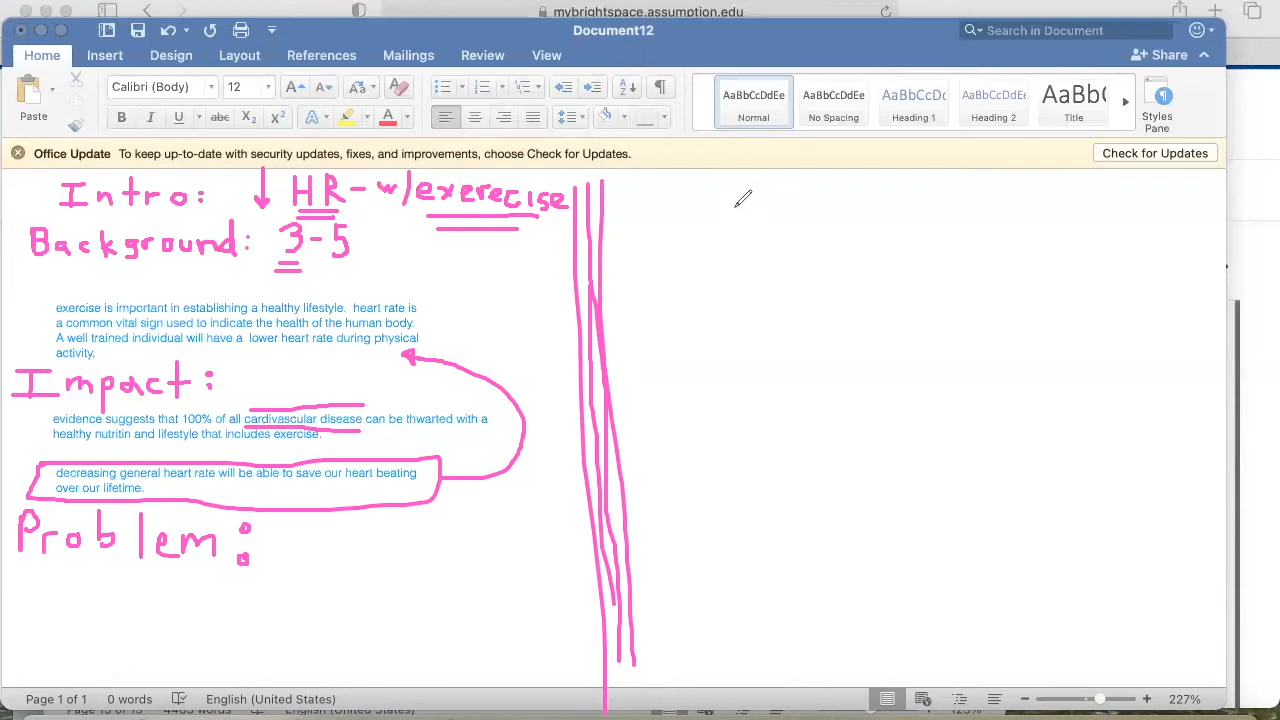 mybrightspace.assumption.edu
Document12
Search in Document
Home Insert Design Layout References Mailings Review View
Share
Paste
Calibri (Body) 12
AaBbCcDdEe AaBbCcDdEe AaBbCcDc AaBbCcDdEe AaBb(
Normal No Spacing Heading 1 Heading 2 Title
Styles Pane
Office Update To keep up-to-date with security updates, fixes, and improvements, choose Check for Updates.
Check for Updates
Intro: ↓ HR - w/ exerecise
Background: 3-5
exercise is important in establishing a healthy lifestyle. heart rate is
a common vital sign used to indicate the health of the human body.
A well trained individual will have a lower heart rate during physical
activity.
Impact:
evidence suggests that 100% of all cardivascular disease can be thwarted with a
healthy nutritin and lifestyle that includes exercise.
decreasing general heart rate will be able to save our heart beating
over our lifetime.
Problem:
Page 1 of 1 0 words English (United States) 227%